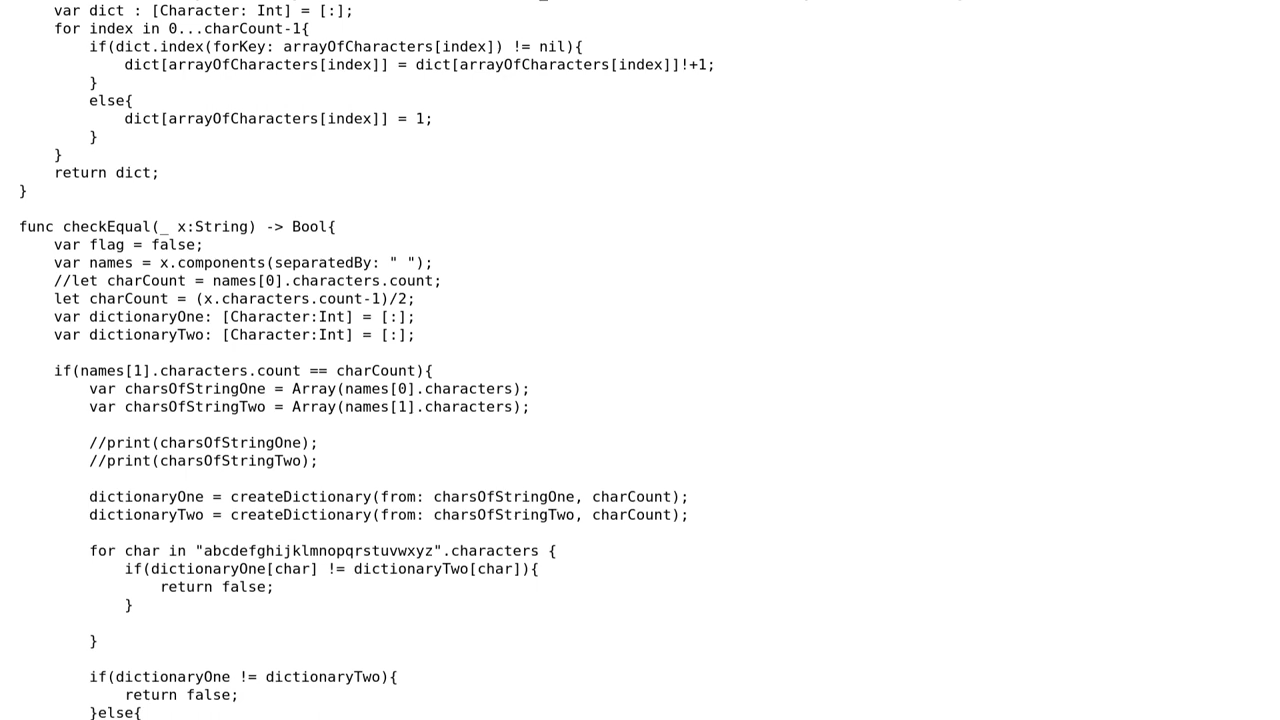 var dict : [Character: Int] = [:];
for index in 0...charCount-1{
if(dict.index(forKey: arrayOfCharacters[index]) != nil){
dict[arrayOfCharacters[index]] = dict[arrayOfCharacters[index]]!+1;
}
else{
dict[arrayOfCharacters[index]] = 1;
}
}
return dict;
}
func checkEqual(_ x:String) -> Bool{
var flag = false;
var names = x.components(separatedBy: " ");
//let charCount = names[0].characters.count;
let charCount = (x.characters.count-1)/2;
var dictionaryOne: [Character:Int] = [:];
var dictionaryTwo: [Character:Int] = [:];
if(names[1].characters.count == charCount){
var charsOfStringOne = Array(names[0].characters);
var charsOfStringTwo = Array(names[1].characters);
//print(charsOfStringOne);
//print(charsOfStringTwo);
dictionaryOne = createDictionary(from: charsOfStringOne, charCount);
dictionaryTwo = createDictionary(from: charsOfStringTwo, charCount);
for char in "abcdefghijklmnopqrstuvwxyz".characters {
if(dictionaryOne[char] != dictionaryTwo[char]){
return false;
}
}
if(dictionaryOne != dictionaryTwo){
return false;
}else{